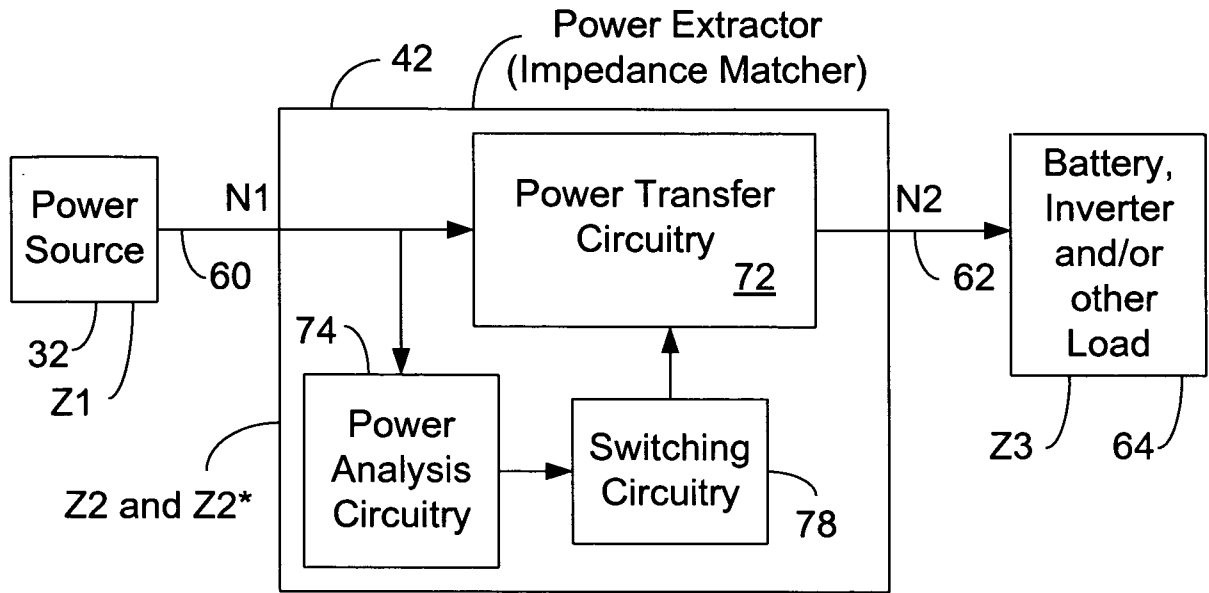 Power Extractor
(Impedance Matcher)
42
Power
Source
N1
60
32
Z1
Power Transfer
Circuitry
72
N2
62
Battery,
Inverter
and/or
other
Load
Z3
64
74
Power
Analysis
Circuitry
Switching
Circuitry
78
Z2 and Z2*